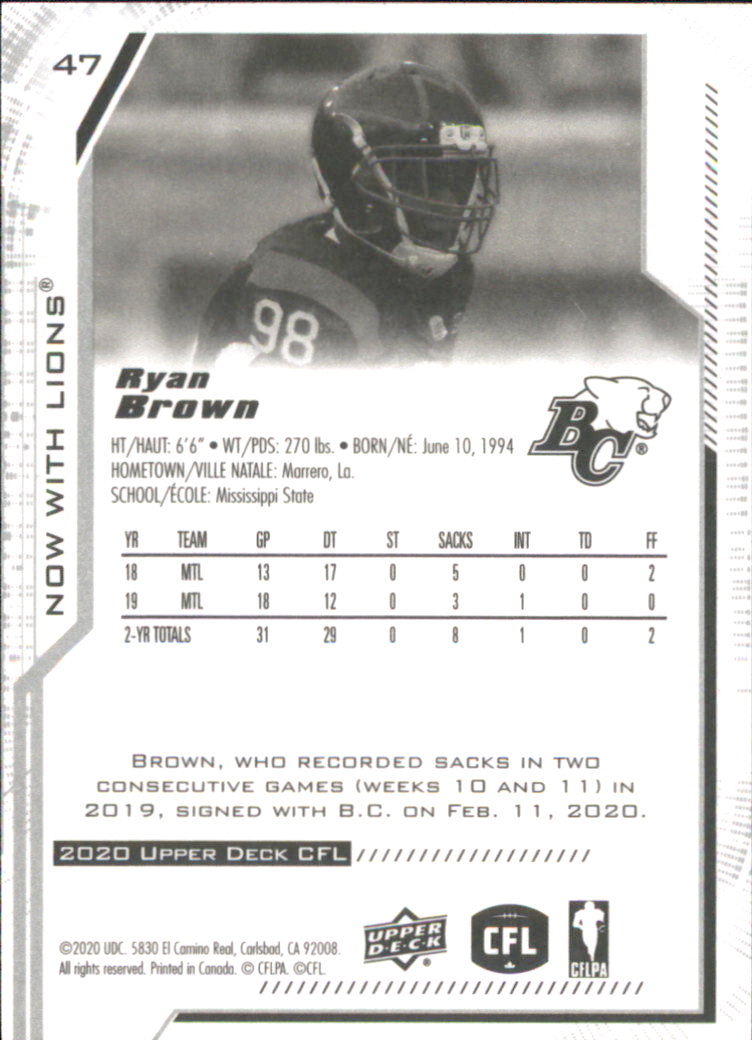 47
98
NOW WITH LIONS®
Ryan
Brown
BC®
HT/HAUT: 6'6" • WT/PDS: 270 lbs. • BORN/NÉ: June 10, 1994
HOMETOWN/VILLE NATALE: Marrero, La.
SCHOOL/ÉCOLE: Mississippi State
YR TEAM GP DT ST SACKS INT TD FF
18 MTL 13 17 0 5 0 0 2
19 MTL 18 12 0 3 1 0 0
2-YR TOTALS 31 29 0 8 1 0 2
BROWN, WHO RECORDED SACKS IN TWO
CONSECUTIVE GAMES (WEEKS 10 AND 11) IN
2019, SIGNED WITH B.C. ON FEB. 11, 2020.
2020 UPPER DECK CFL
©2020 UDC. 5830 El Camino Real, Carlsbad, CA 92008.
All rights reserved. Printed in Canada. © CFLPA. ©CFL.
UPPER
D·E·C·K®
CFL
CFLPA